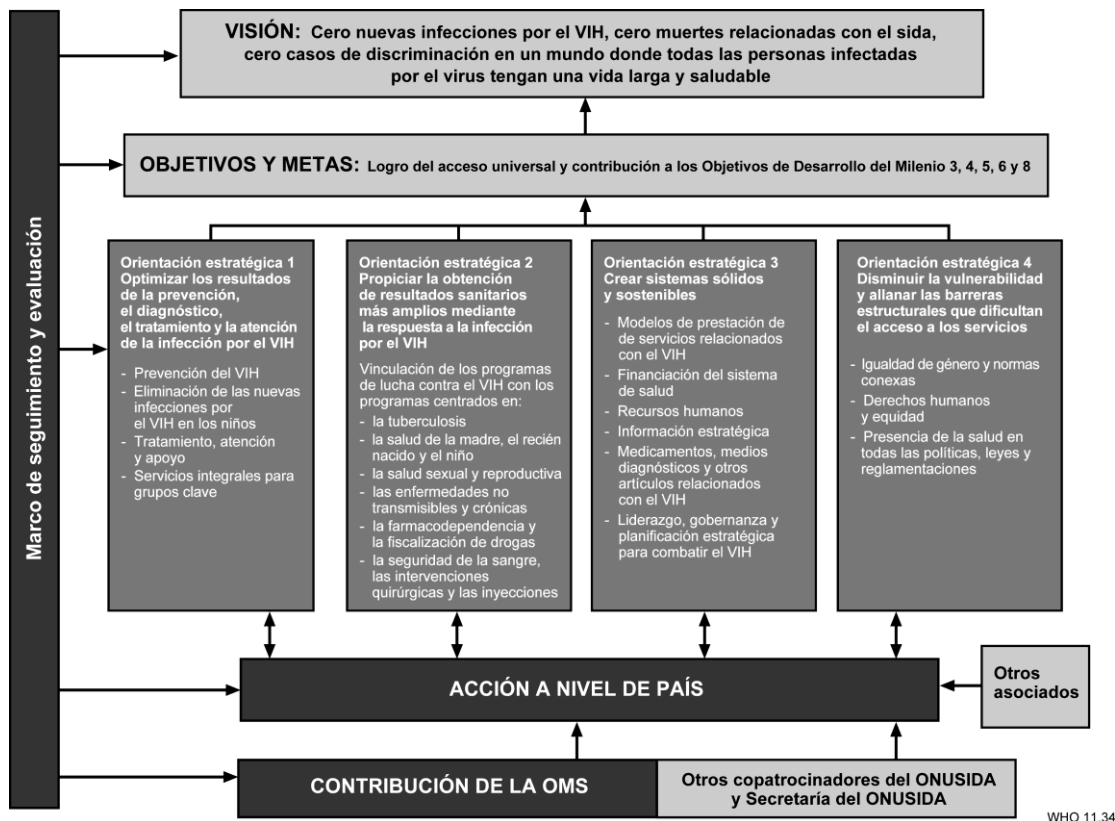 VISIÓN: Cero nuevas infecciones por el VIH, cero muertes relacionadas con el sida,
cero casos de discriminación en un mundo donde todas las personas infectadas
por el virus tengan una vida larga y saludable
OBJETIVOS Y METAS: Logro del acceso universal y contribución a los Objetivos de Desarrollo del Milenio 3, 4, 5, 6 y 8
Marco de seguimiento y evaluación
Orientación estratégica 1
Optimizar los resultados
de la prevención,
el diagnóstico,
el tratamiento y la atención
de la infección por el VIH
- Prevención del VIH
- Eliminación de las nuevas
infecciones por
el VIH en los niños
- Tratamiento, atención
y apoyo
- Servicios integrales para
grupos clave
Orientación estratégica 2
Propiciar la obtención
de resultados sanitarios
más amplios mediante
la respuesta a la infección
por el VIH
Vinculación de los programas
de lucha contra el VIH con los
programas centrados en:
- la tuberculosis
- la salud de la madre, el recién
nacido y el niño
- la salud sexual y reproductiva
- las enfermedades no
transmisibles y crónicas
- la farmacodependencia y
la fiscalización de drogas
- la seguridad de la sangre,
las intervenciones
quirúrgicas y las inyecciones
Orientación estratégica 3
Crear sistemas sólidos
y sostenibles
- Modelos de prestación de
de servicios relacionados
con el VIH
- Financiación del sistema
de salud
- Recursos humanos
- Información estratégica
- Medicamentos, medios
diagnósticos y otros
artículos relacionados
con el VIH
- Liderazgo, gobernanza y
planificación estratégica
para combatir el VIH
Orientación estratégica 4
Disminuir la vulnerabilidad
y allanar las barreras
estructurales que dificultan
el acceso a los servicios
- Igualdad de género y normas
conexas
- Derechos humanos
y equidad
- Presencia de la salud en
todas las políticas, leyes y
reglamentaciones
ACCIÓN A NIVEL DE PAÍS
Otros
asociados
CONTRIBUCIÓN DE LA OMS
Otros copatrocinadores del ONUSIDA
y Secretaría del ONUSIDA
WHO 11.34